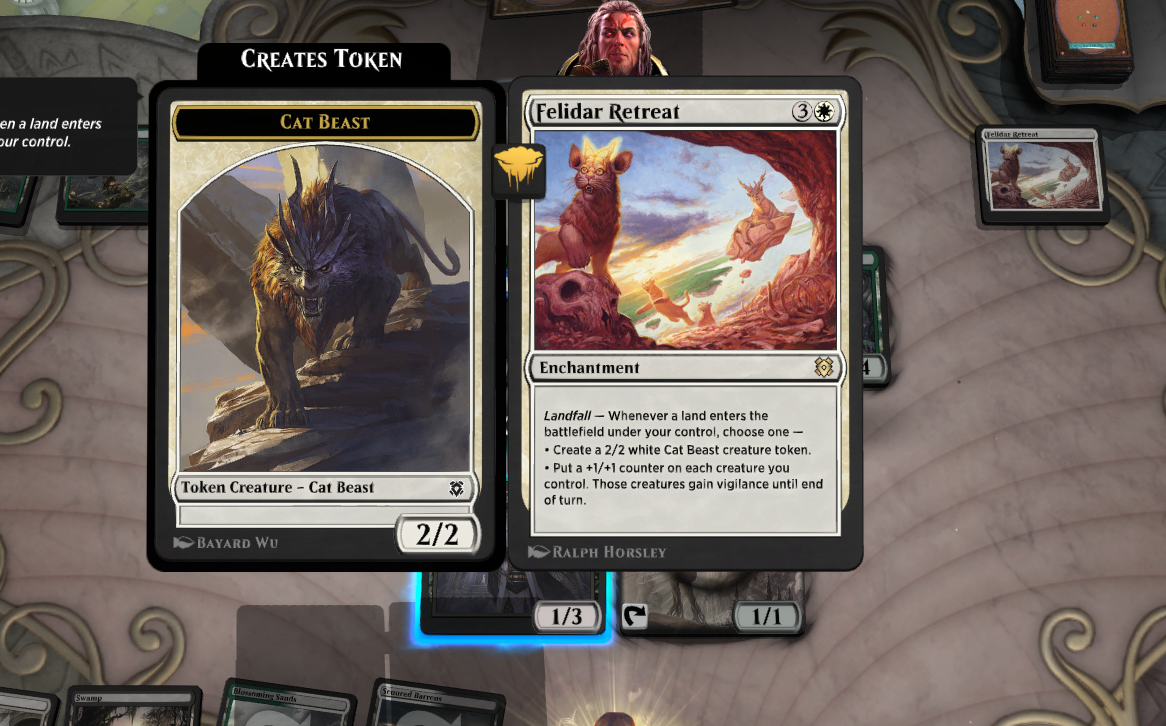 CREATES TOKEN
en a land enters
our control.
CAT BEAST
Token Creature – Cat Beast
2/2
BAYARD WU
Felidar Retreat
3
Enchantment
Landfall — Whenever a land enters the
battlefield under your control, choose one —
• Create a 2/2 white Cat Beast creature token.
• Put a +1/+1 counter on each creature you
control. Those creatures gain vigilance until end
of turn.
RALPH HORSLEY
Felidar Retreat
4
1/3
1/1
Swamp
Blossoming Sands
Scoured Barrens